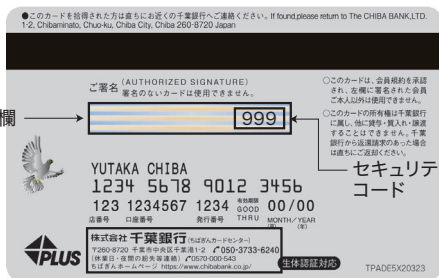 ●このカードを拾得された方は直ちにお近くの千葉銀行へご連絡ください。If found,please return to The CHIBA BANK,LTD.
1-2, Chibaminato, Chuo-ku, Chiba City, Chiba 260-8720 Japan
ご署名 (AUTHORIZED SIGNATURE)
署名のないカードは使用できません。
○このカードは、会員規約を承認
され、左欄に署名された会員
ご本人以外は使用できません。
○このカードの所有権は千葉銀行
に属し、他に貸与・質入れ・譲渡
することはできません。千葉
銀行から返還請求のあった場合
は直ちにご返却ください。
欄
999
セキュリテ
コード
YUTAKA CHIBA
1234 5678 9012 3456
123 1234567 1234 有効期限 GOOD THRU 00/00
店番号 口座番号 発行番号 MONTH/YEAR
(月) (年)
PLUS
株式会社 千葉銀行 (ちばぎんカードセンター)
〒260-8720 千葉市中央区千葉港1-2 050-3733-6240
(休業日・夜間の紛失等連絡) 0570-000-543
ちばぎんホームページ https://www.chibabank.co.jp/
生体認証対応
TPADE5X20323